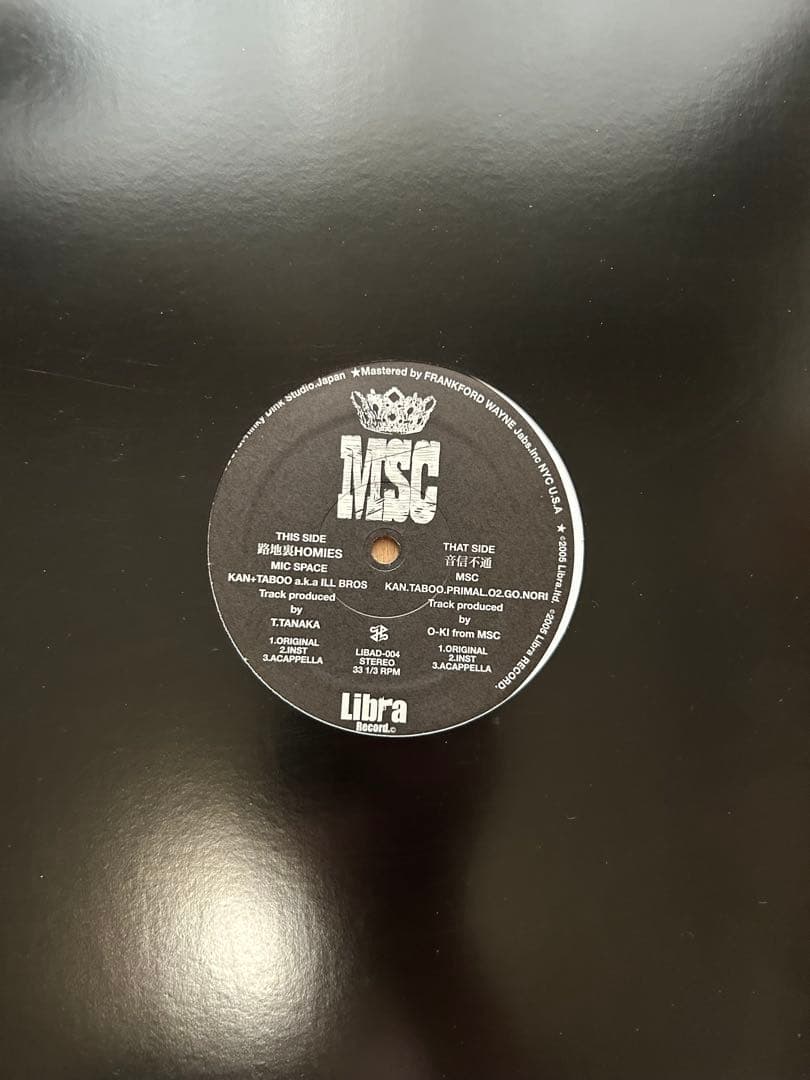 Studio.Japan ★Mastered by FRANKFORD WAYNE Jabs.Inc NYC U.S.A ★ ©2005 Libra.ltd. ©2005 Libra RECORD.
MSC
THIS SIDE
路地裏HOMIES
MIC SPACE
KAN+TABOO a.k.a ILL BROS
Track produced
by
T.TANAKA
1.ORIGINAL
2.INST
3.ACAPPELLA
THAT SIDE
音信不通
MSC
KAN.TABOO.PRIMAL.O2.GO.NORI
Track produced
by
O-KI from MSC
1.ORIGINAL
2.INST
3.ACAPPELLA
LIBAD-004
STEREO
33 1/3 RPM
Libra
Record.©